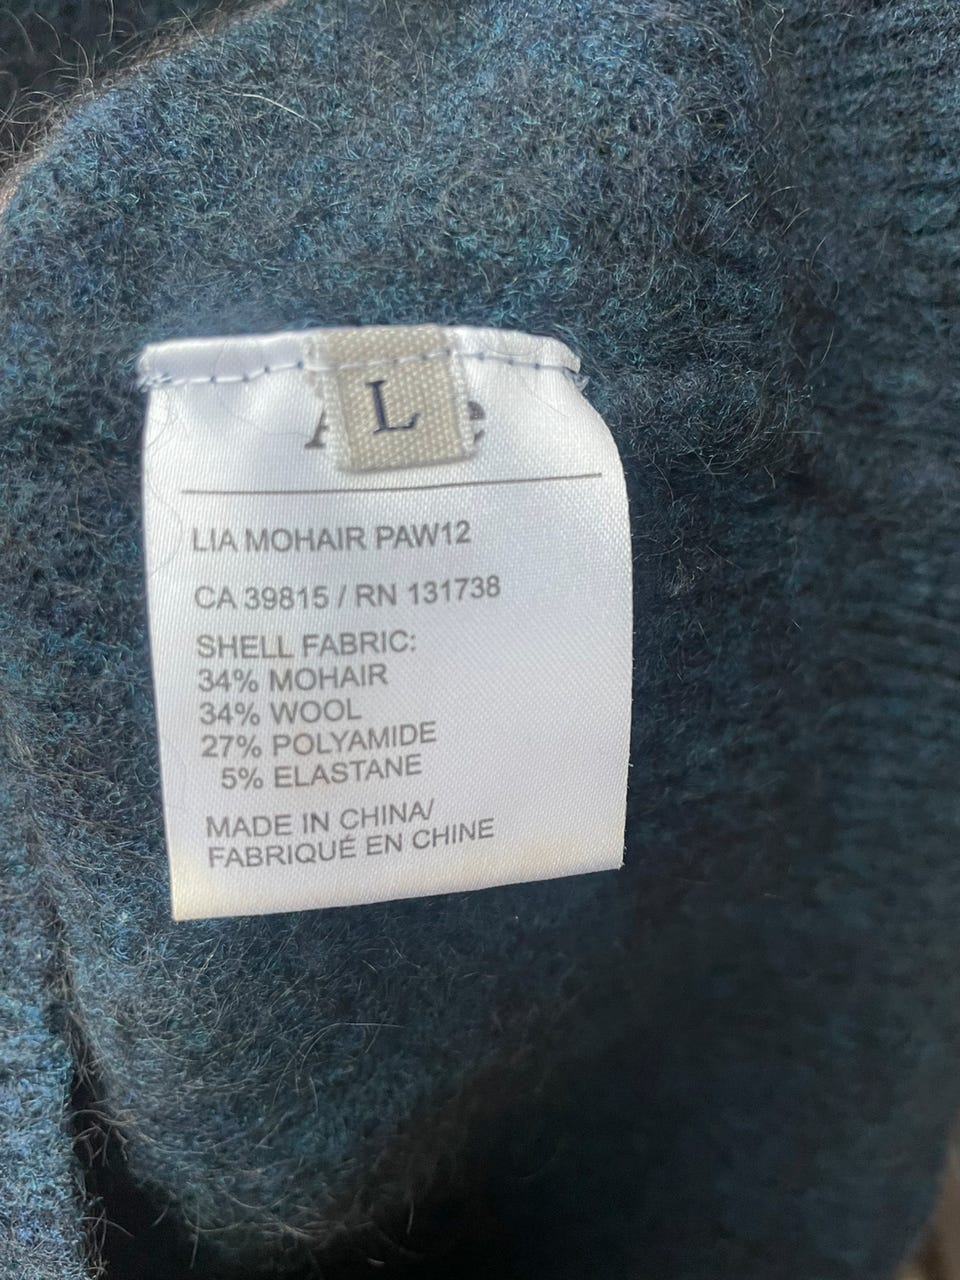 L
LIA MOHAIR PAW12
CA 39815 / RN 131738
SHELL FABRIC:
34% MOHAIR
34% WOOL
27% POLYAMIDE
5% ELASTANE
MADE IN CHINA/
FABRIQUÉ EN CHINE